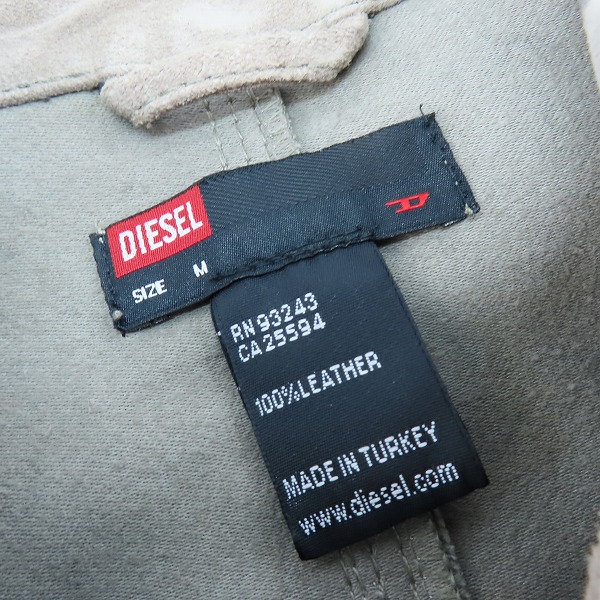 DIESEL
SIZE M
D
RN 93243
CA 25594
100%LEATHER
MADE IN TURKEY
www.diesel.com